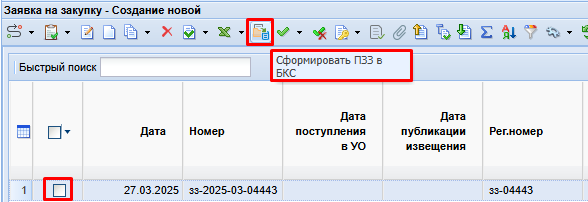 Заявка на закупку - Создание новой
Сформировать ПЗЗ в
БКС
Быстрый поиск
Дата
Номер
Дата
поступления
в УО
Дата
публикации
извещения
Рег.номер
1
27.03.2025
зз-2025-03-04443
зз-04443